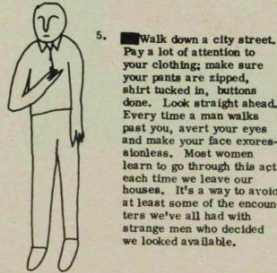 5. Walk down a city street.
Pay a lot of attention to
your clothing; make sure
your pants are zipped,
shirt tucked in, buttons
done. Look straight ahead.
Every time a man walks
past you, avert your eyes
and make your face exores-
sionless. Most women
learn to go through this act
each time we leave our
houses. It's a way to avoid
at least some of the encoun-
ters we've all had with
strange men who decided
we looked available.